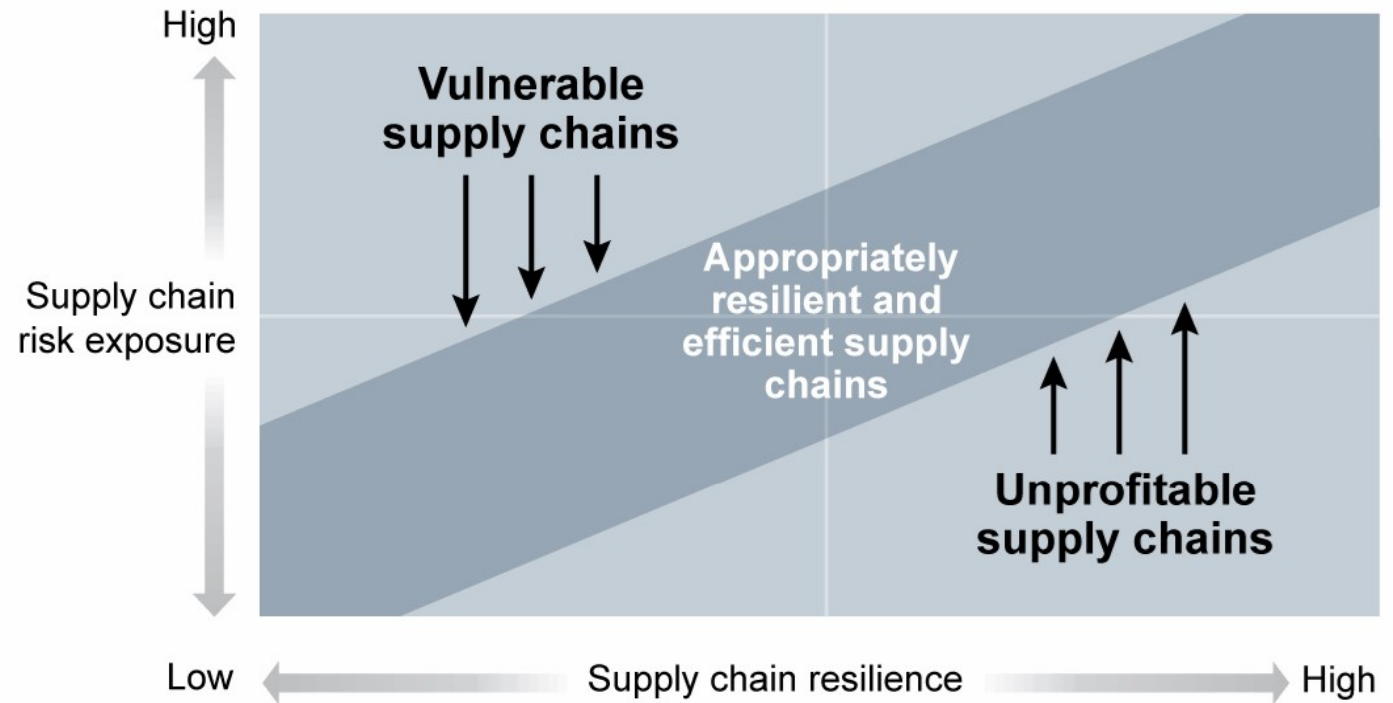 High
Vulnerable
supply chains
Appropriately
resilient and
efficient supply
chains
Supply chain
risk exposure
Unprofitable
supply chains
Low
Supply chain resilience
High